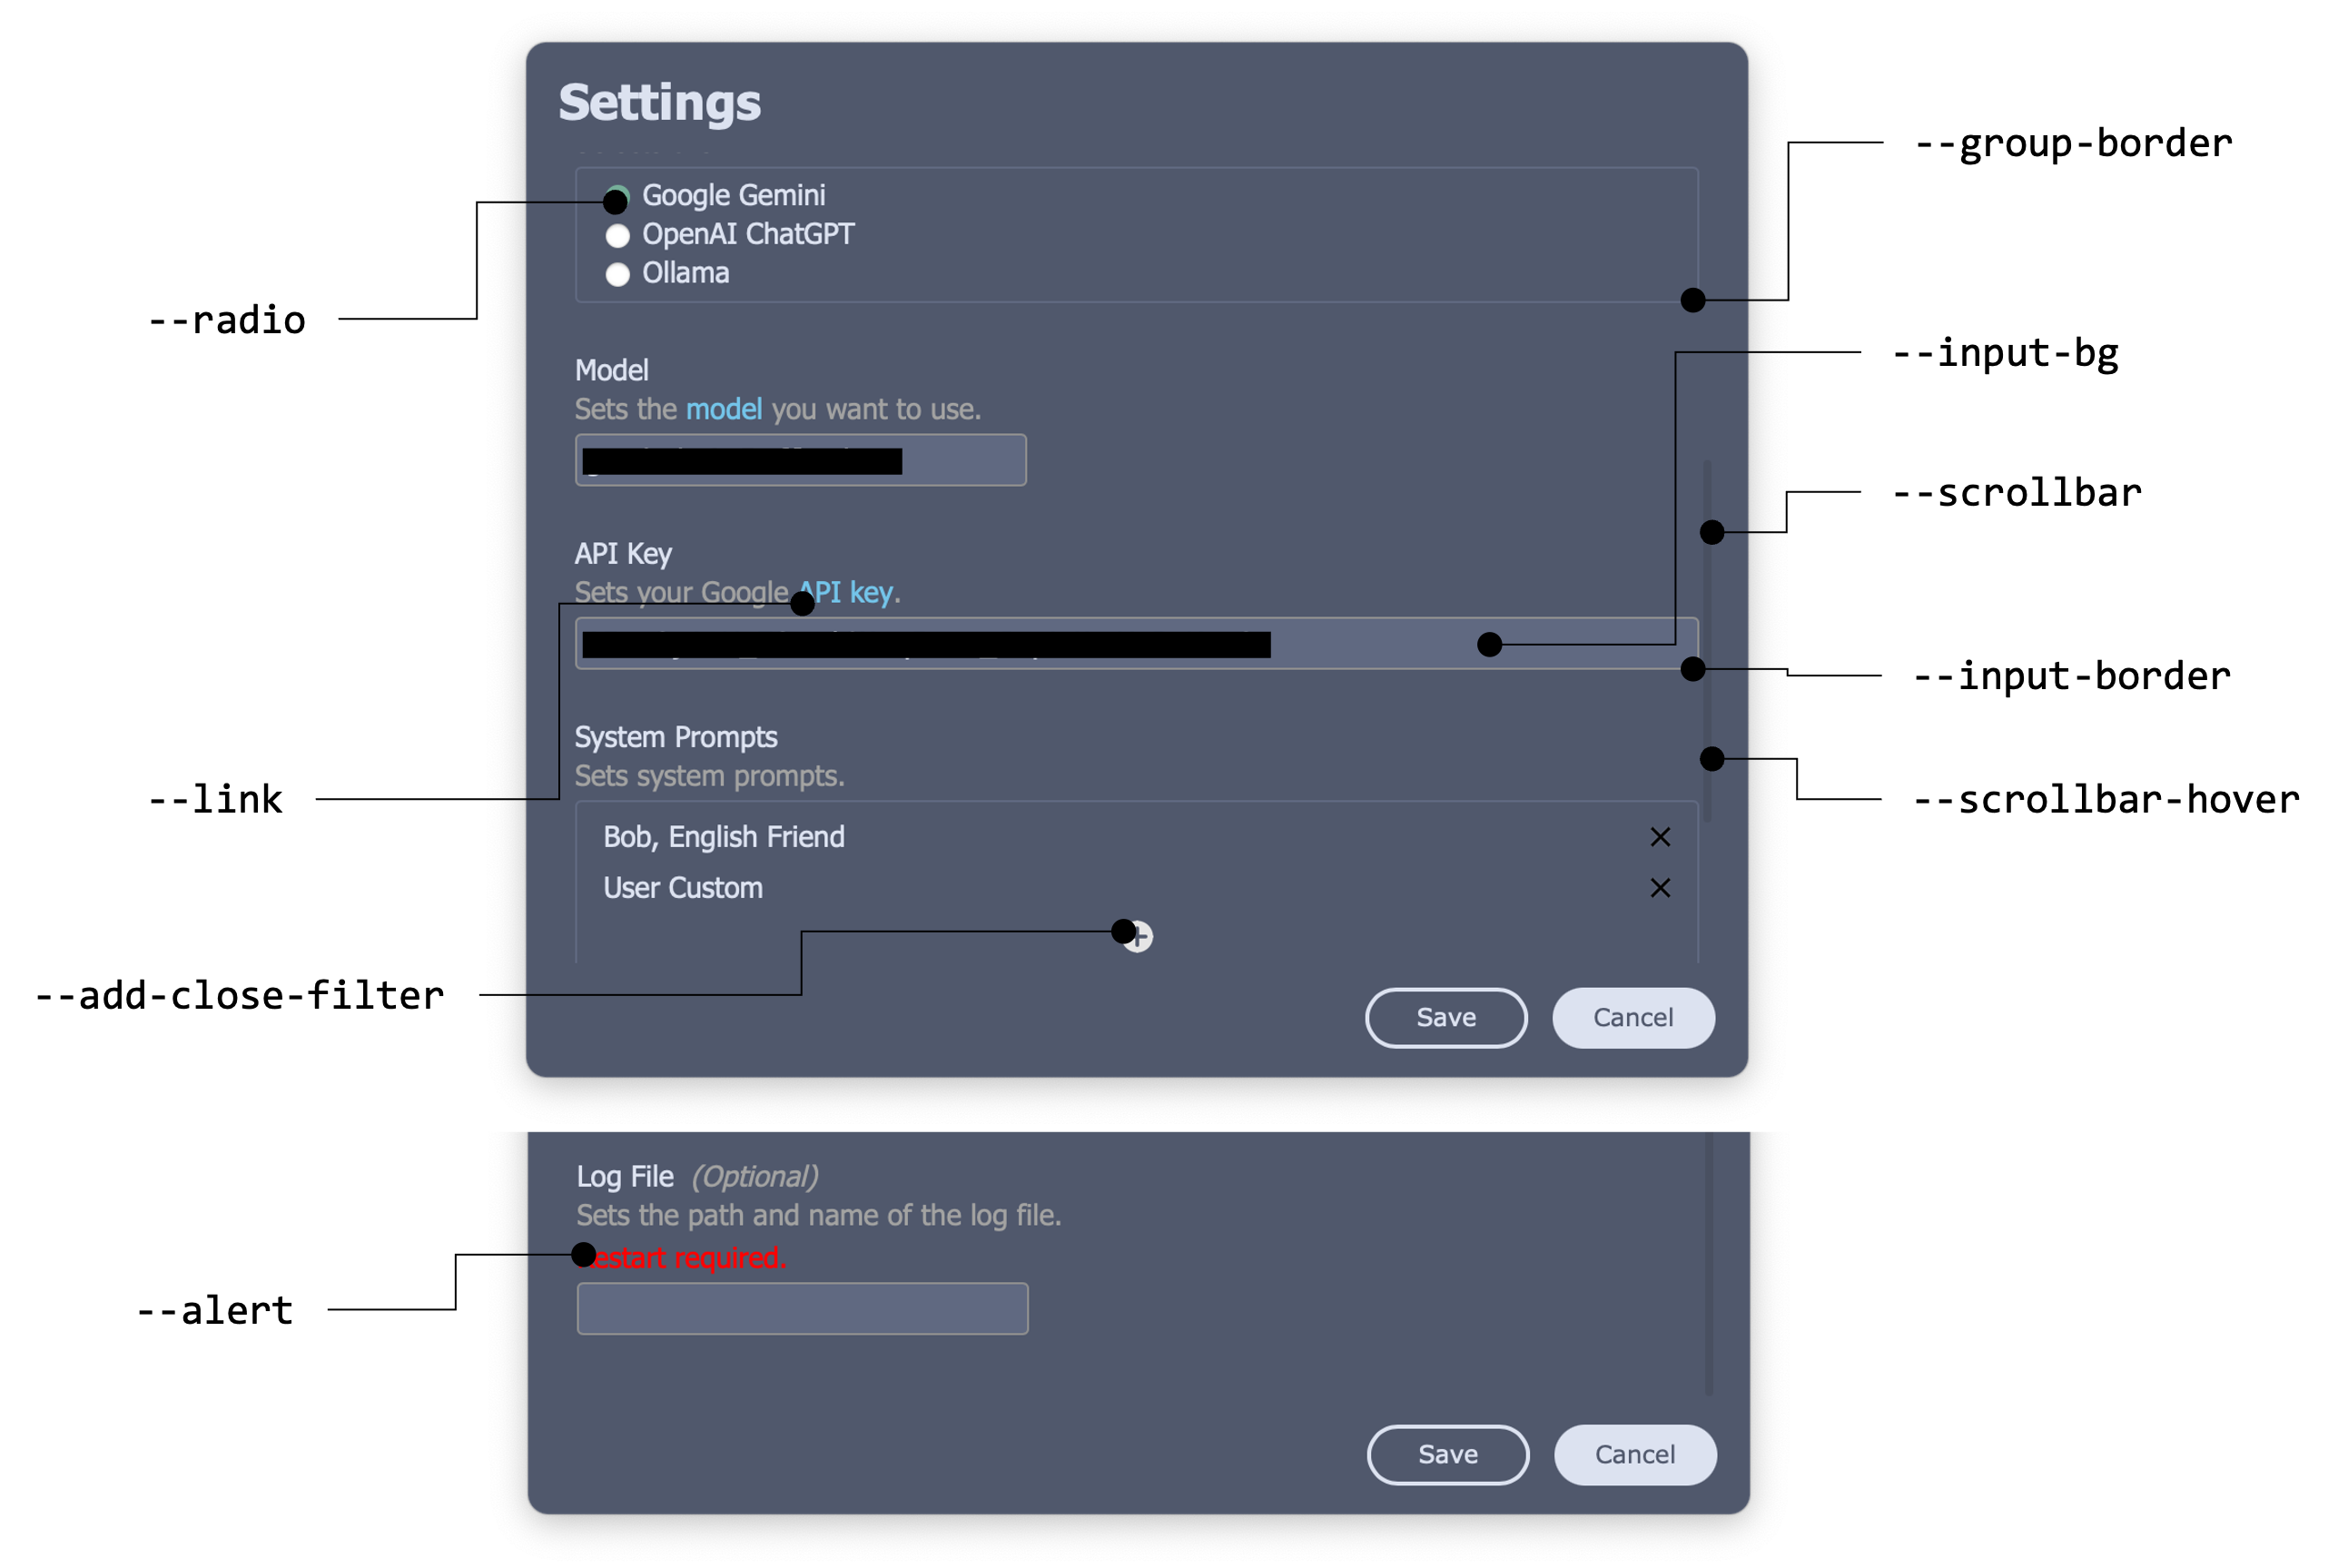 Settings
Google Gemini
OpenAI ChatGPT
Ollama
Model
Sets the model you want to use.
API Key
Sets your Google API key.
System Prompts
Sets system prompts.
Bob, English Friend
User Custom
Save
Cancel
Log File (Optional)
Sets the path and name of the log file.
Restart required.
Save
Cancel
--radio
--link
--add-close-filter
--alert
--group-border
--input-bg
--scrollbar
--input-border
--scrollbar-hover